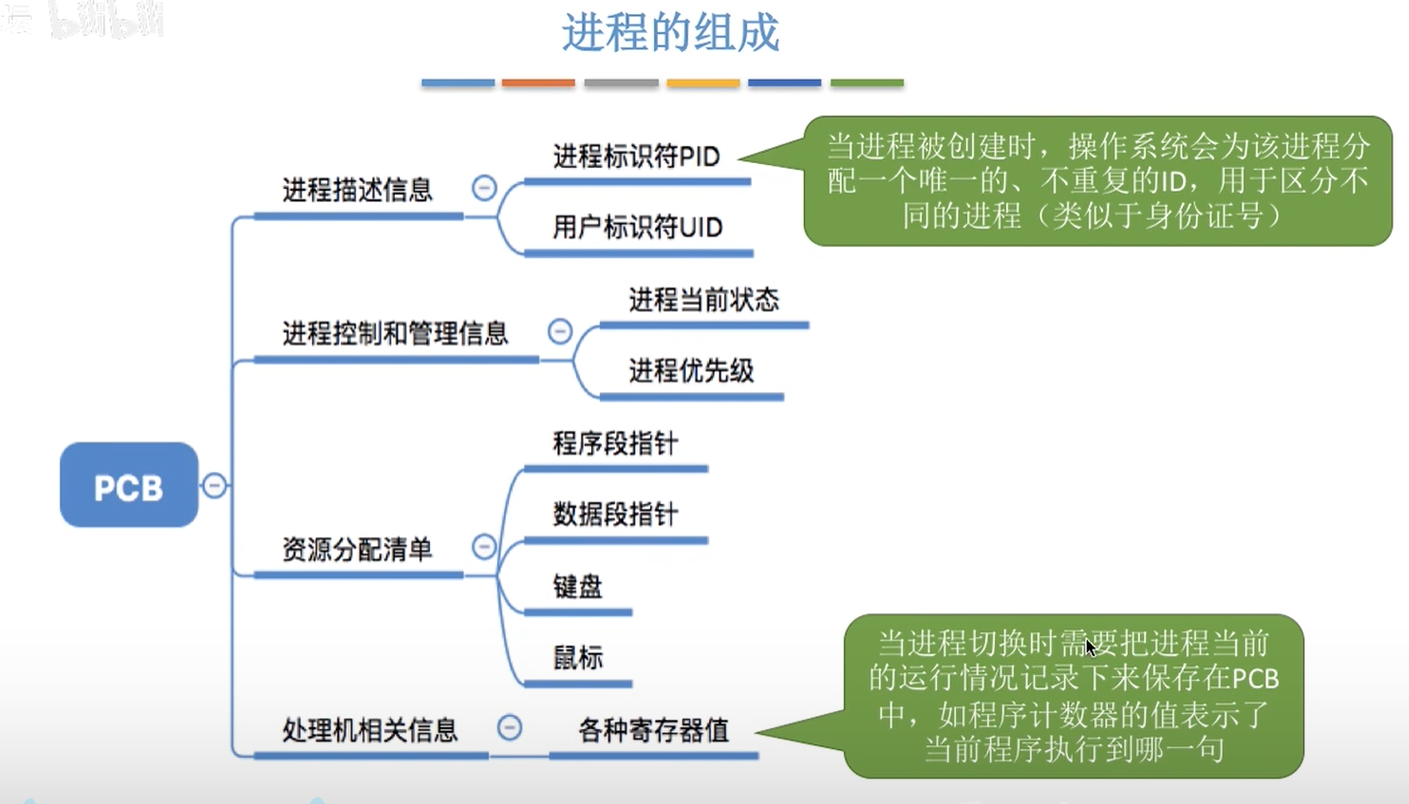 进程的组成
进程标识符PID
当进程被创建时，操作系统会为该进程分
配一个唯一的、不重复的ID，用于区分不
同的进程（类似于身份证号）
进程描述信息
用户标识符UID
进程当前状态
进程控制和管理信息
进程优先级
程序段指针
PCB
数据段指针
资源分配清单
键盘
鼠标
处理机相关信息
各种寄存器值
当进程切换时需要把进程当前
的运行情况记录下来保存在PCB
中，如程序计数器的值表示了
当前程序执行到哪一句